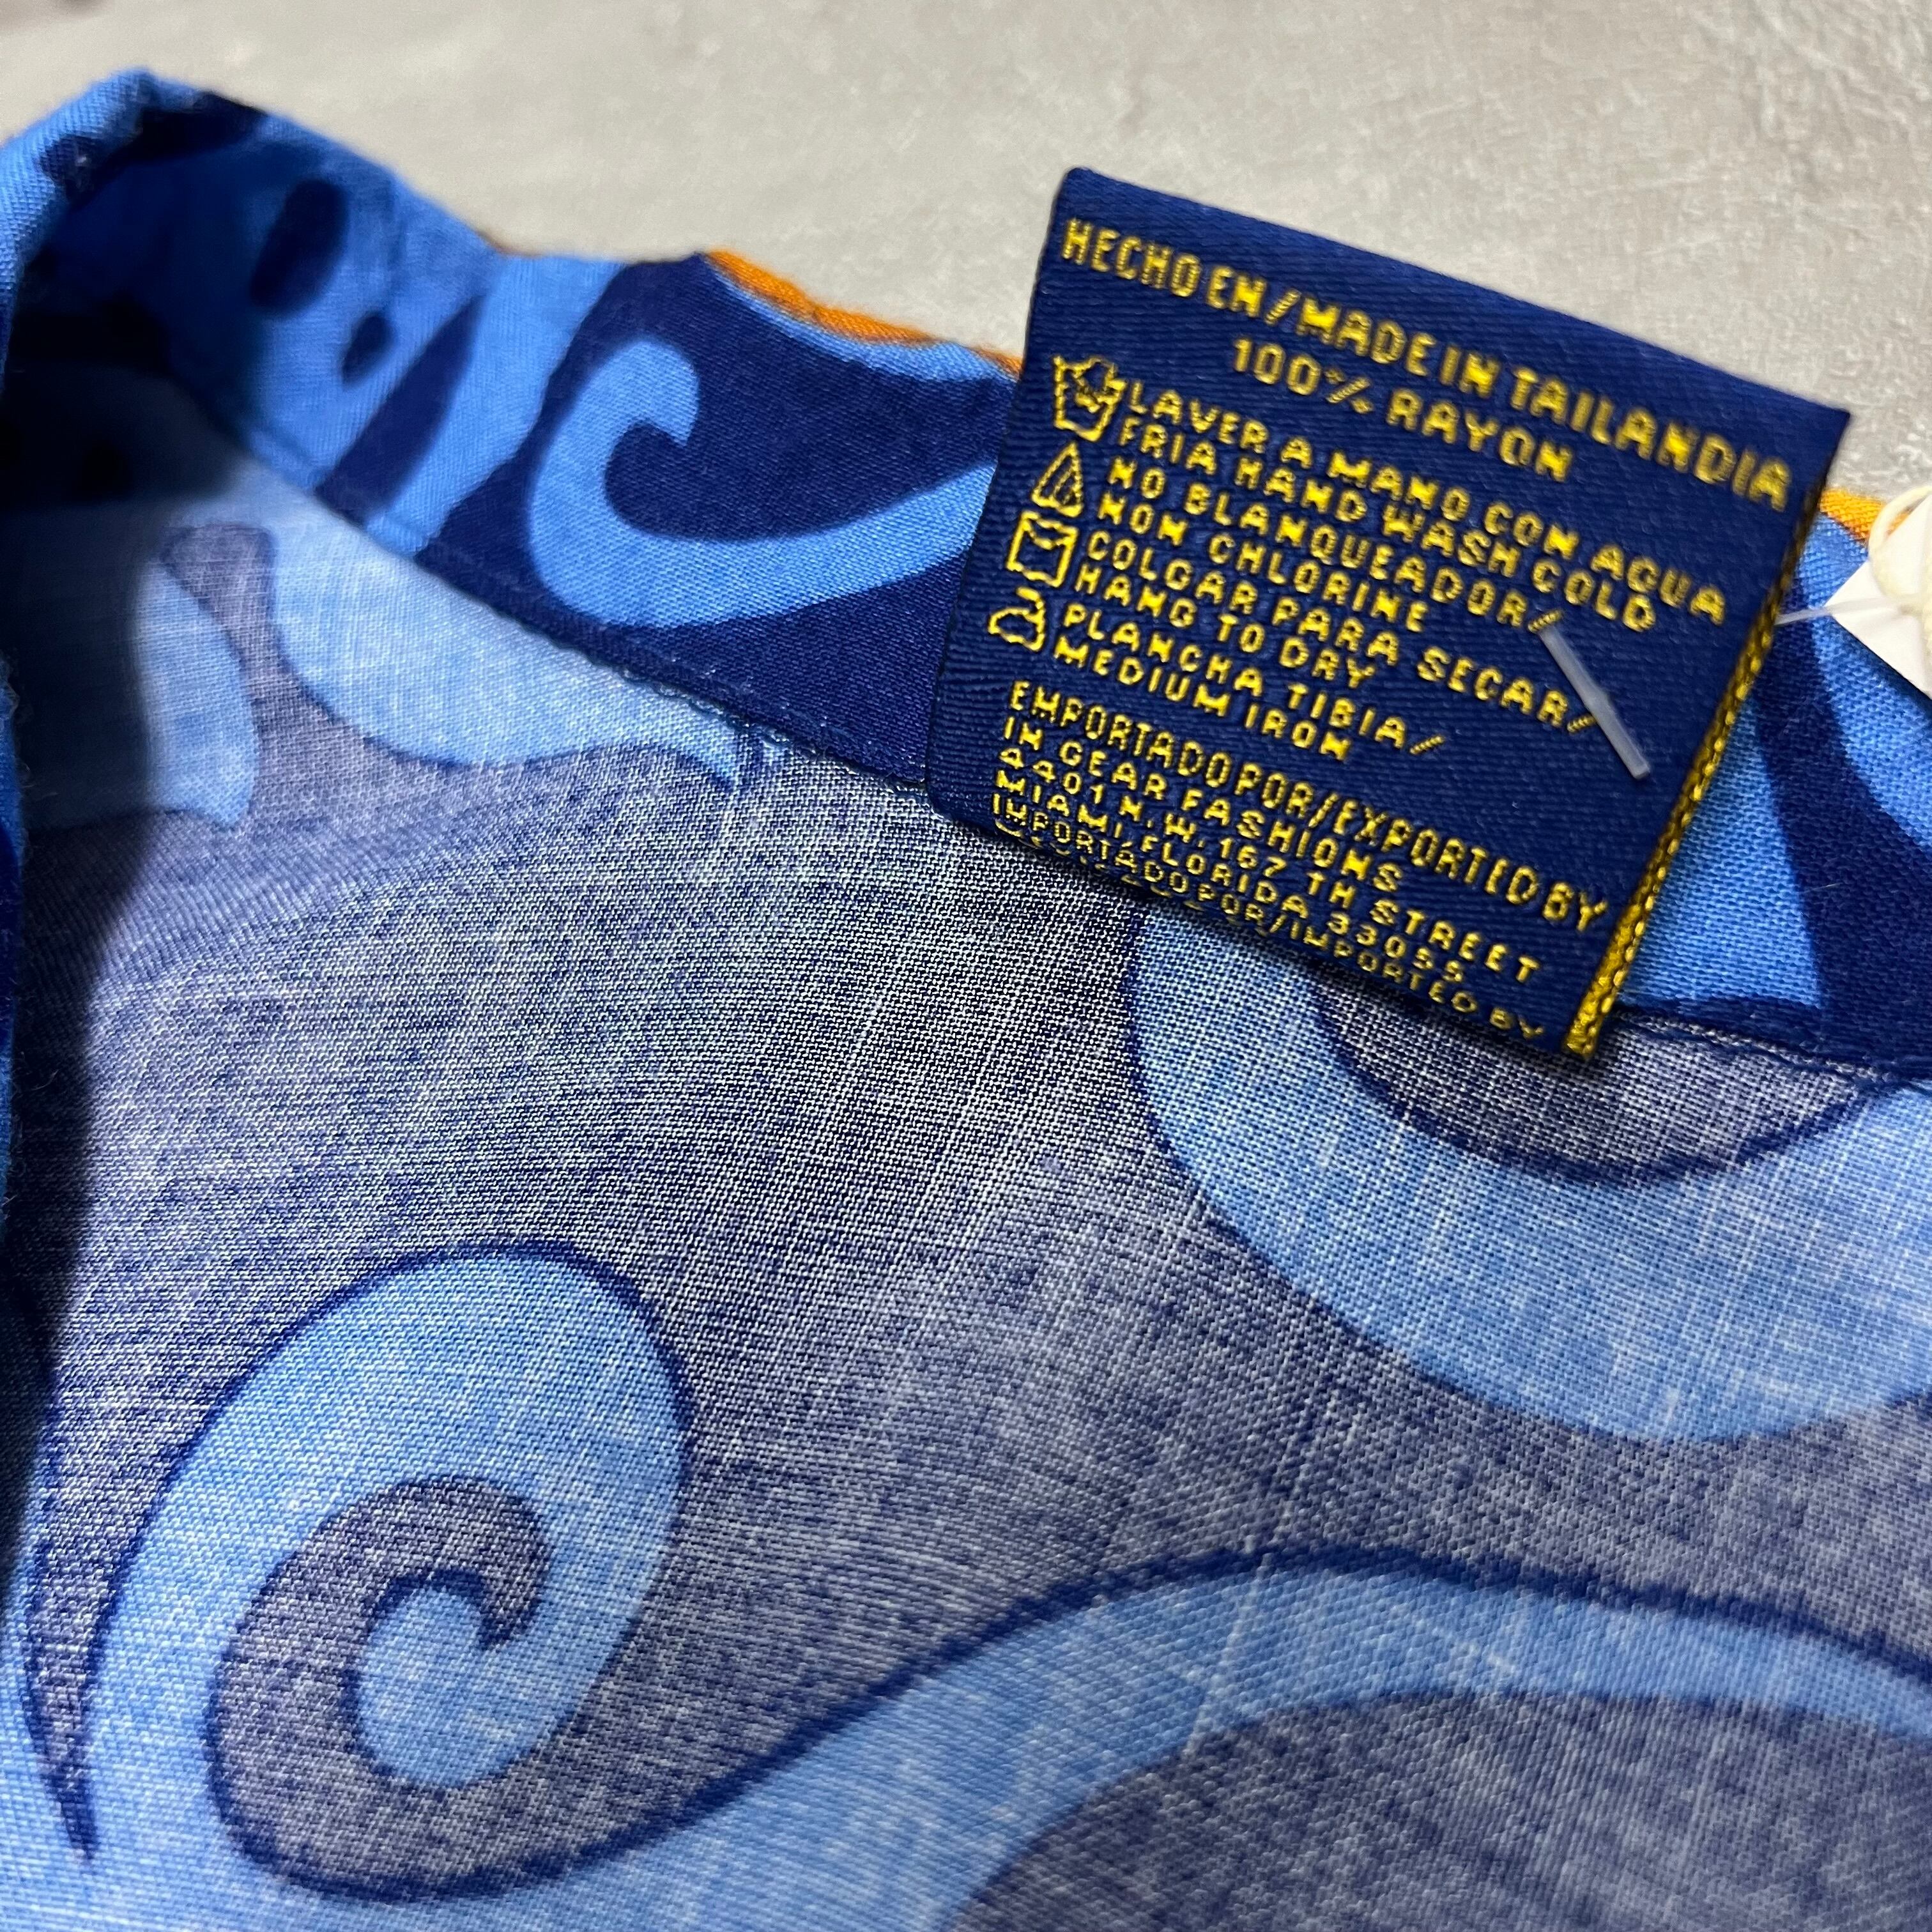 HECHO EN/MADE IN TAILANDIA
100% RAYON
LAVER A MANO CON AGUA
FRIA HAND WASH COLD
NO BLANQUEADOR/
NON CHLORINE
COLGAR PARA SECAR/
HANG TO DRY
PLANCHA TIBIA/
MEDIUM IRON
EMPORTADO POR/EXPORTED BY
IN GEAR FASHIONS
4401 N.W. 167 TH STREET
MIAMI, FLORIDA 33055
IMPORTADO POR/IMPORTED BY